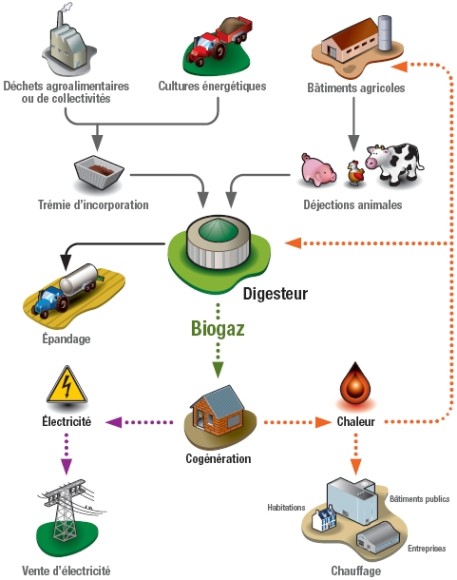 Déchets agroalimentaires
ou de collectivités
Cultures énergétiques
Bâtiments agricoles
Trémie d'incorporation
Déjections animales
Digesteur
Épandage
Biogaz
Électricité
Cogénération
Chaleur
Habitations
Bâtiments publics
Entreprises
Vente d'électricité
Chauffage